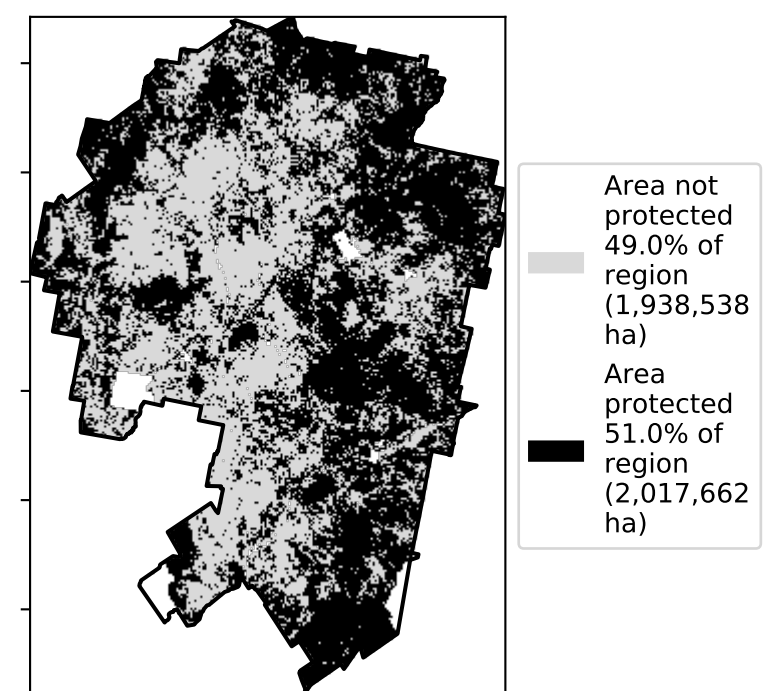 Area not
protected
49.0% of
region
(1,938,538
ha)
Area
protected
51.0% of
region
(2,017,662
ha)